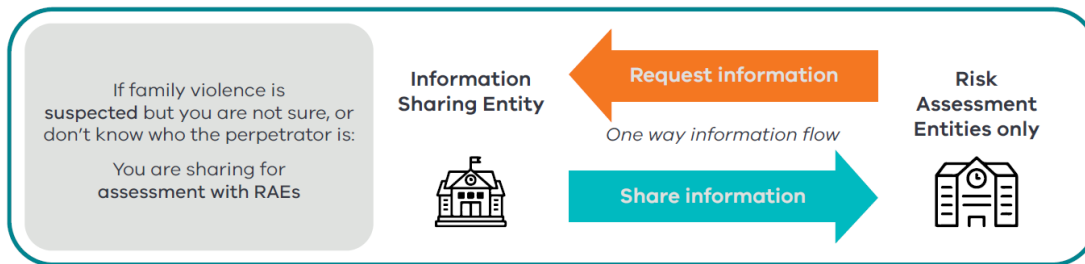 If family violence is
suspected but you are not sure, or
don't know who the perpetrator is:
You are sharing for
assessment with RAEs
Information
Sharing Entity
Request information
One way information flow
Share information
Risk
Assessment
Entities only